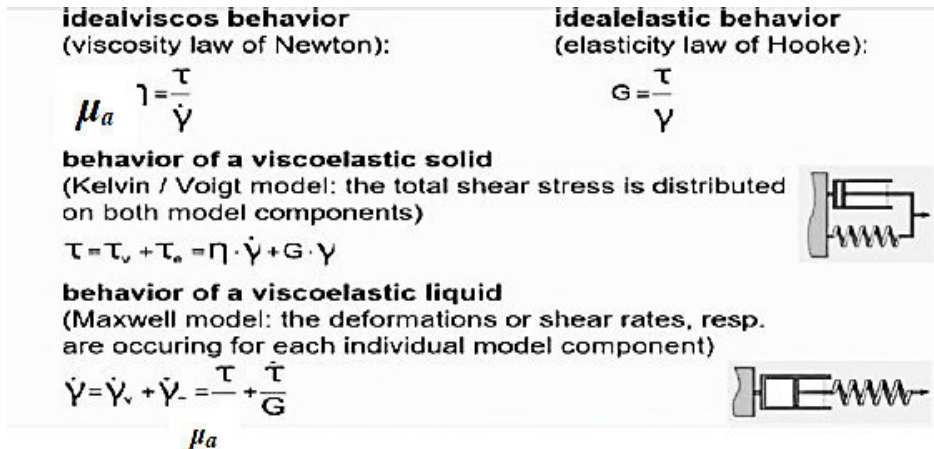 idealviscos behavior
(viscosity law of Newton):
μₐ η = τ / γ̇
idealelastic behavior
(elasticity law of Hooke):
G = τ / γ
behavior of a viscoelastic solid
(Kelvin / Voigt model: the total shear stress is distributed
on both model components)
τ = τᵥ + τₑ = η · γ̇ + G · γ
behavior of a viscoelastic liquid
(Maxwell model: the deformations or shear rates, resp.
are occuring for each individual model component)
γ̇ = γ̇ᵥ + γ̇₋ = τ / μₐ + τ̇ / G